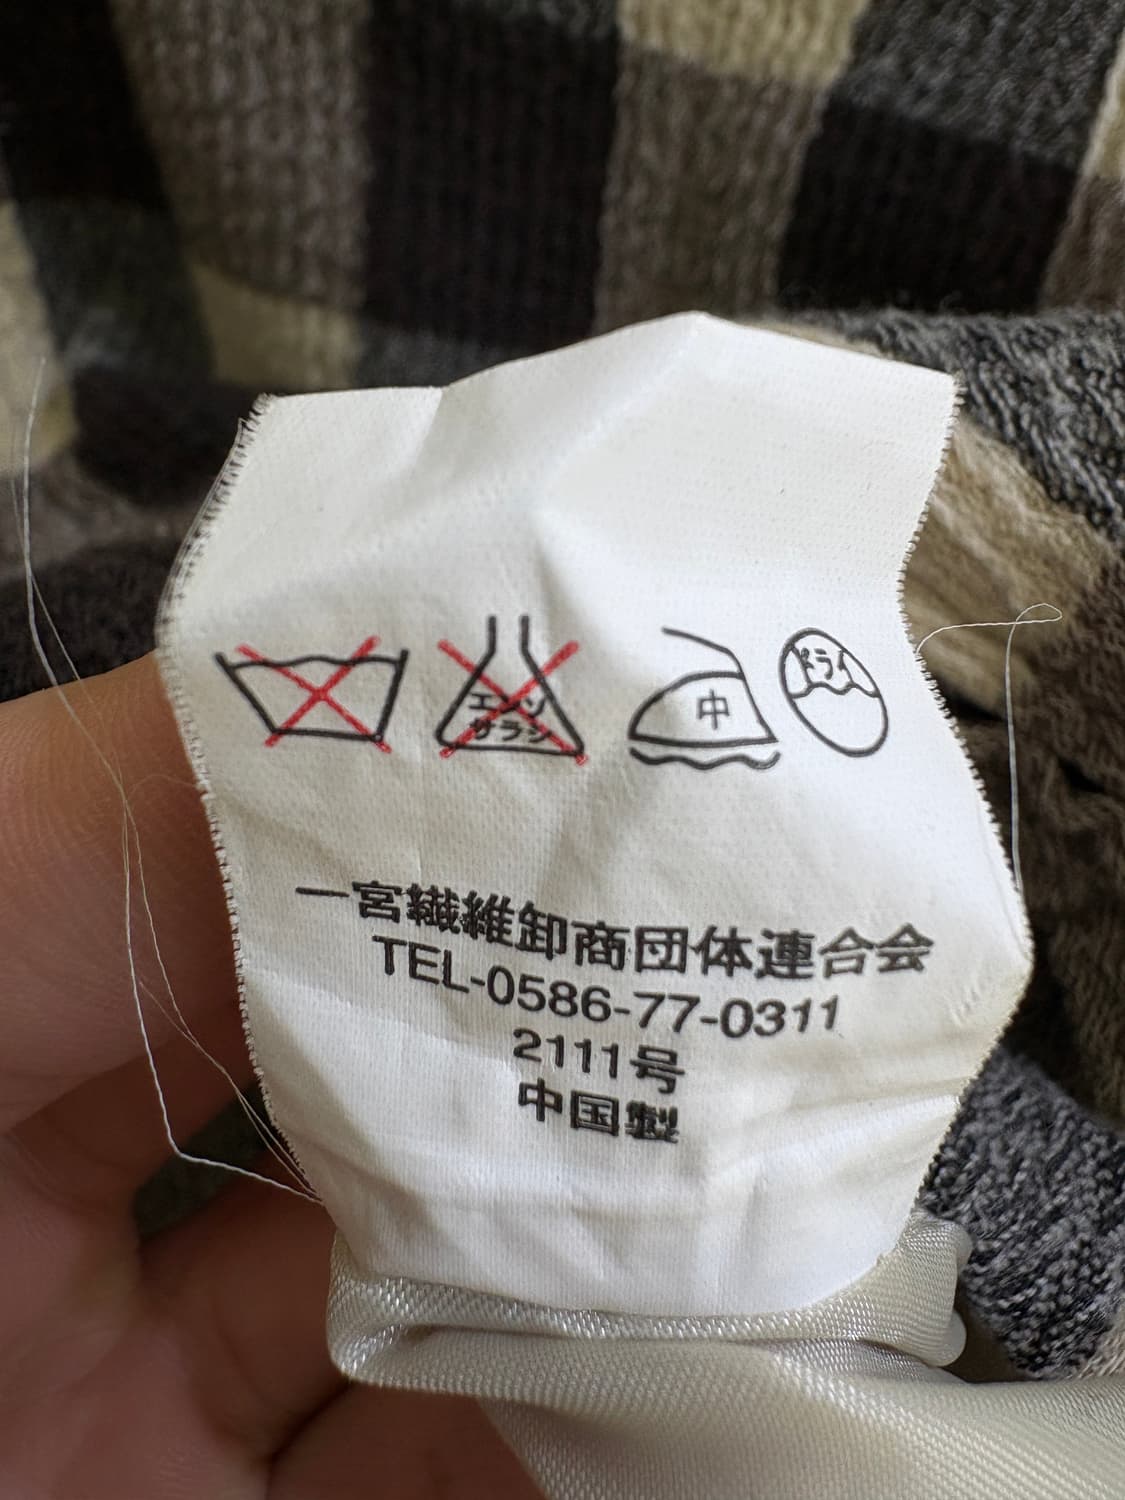 エンソ
サラシ
中
ドライ
一宮繊維卸商団体連合会
TEL-0586-77-0311
2111号
中国製